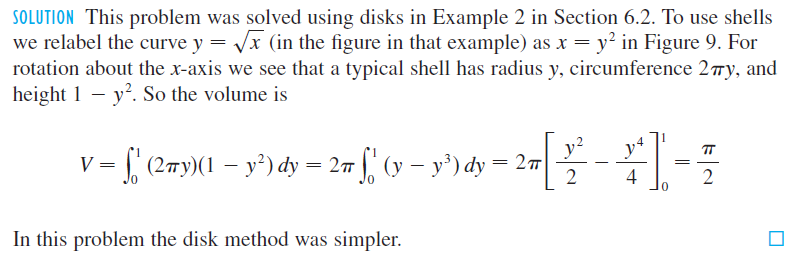 SOLUTION This problem was solved using disks in Example 2 in Section 6.2. To use shells
we relabel the curve y = √x (in the figure in that example) as x = y² in Figure 9. For
rotation about the x-axis we see that a typical shell has radius y, circumference 2πy, and
height 1 − y². So the volume is
V = ∫₀¹ (2πy)(1 − y²) dy = 2π ∫₀¹ (y − y³) dy = 2π [y²/2 − y⁴/4]₀¹ = π/2
In this problem the disk method was simpler.